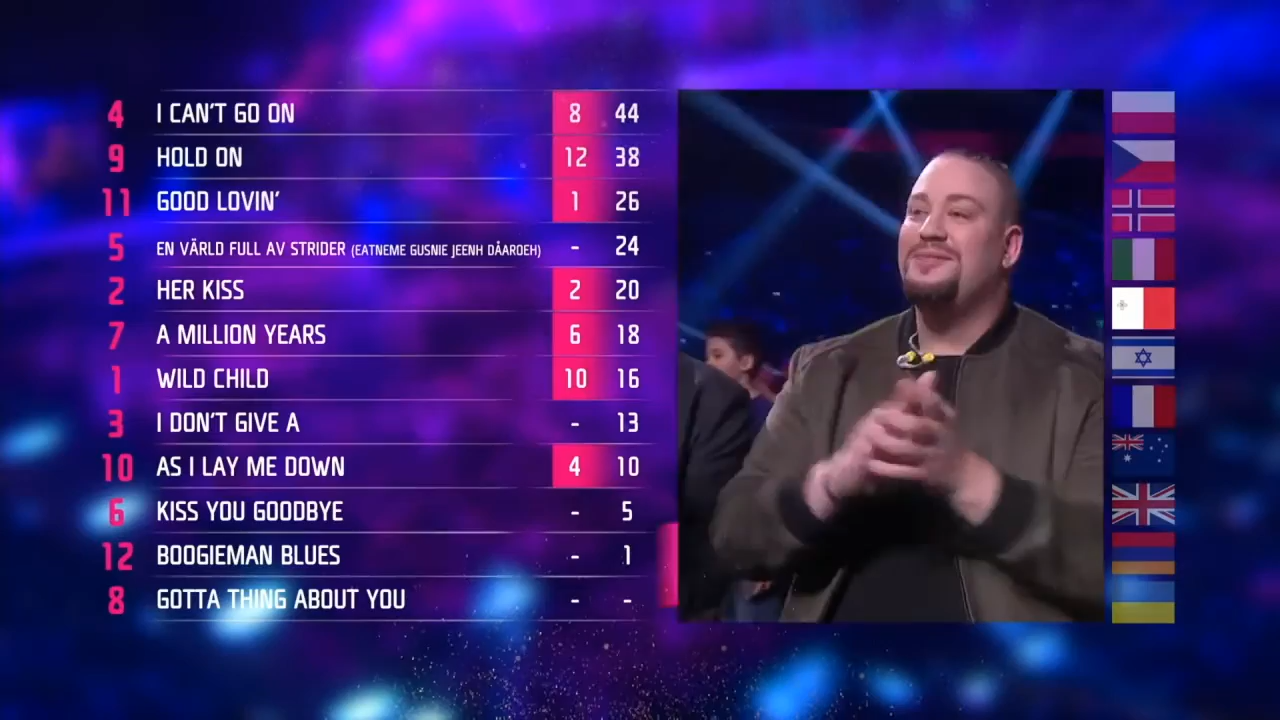 4 I CAN'T GO ON 8 44
9 HOLD ON 12 38
11 GOOD LOVIN' 1 26
5 EN VÄRLD FULL AV STRIDER (EATNEME GUSNIE JEENH DÅAROEH) - 24
2 HER KISS 2 20
7 A MILLION YEARS 6 18
1 WILD CHILD 10 16
3 I DON'T GIVE A - 13
10 AS I LAY ME DOWN 4 10
6 KISS YOU GOODBYE - 5
12 BOOGIEMAN BLUES - 1
8 GOTTA THING ABOUT YOU - -